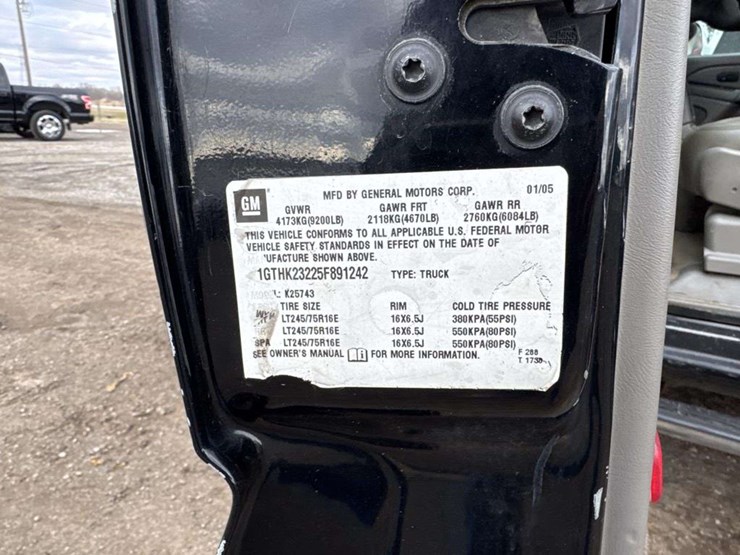 GM
MFD BY GENERAL MOTORS CORP. 01/05
GVWR GAWR FRT GAWR RR
4173KG(9200LB) 2118KG(4670LB) 2760KG(6084LB)
THIS VEHICLE CONFORMS TO ALL APPLICABLE U.S. FEDERAL MOTOR
VEHICLE SAFETY STANDARDS IN EFFECT ON THE DATE OF
UFACTURE SHOWN ABOVE.
1GTHK23225F891242 TYPE: TRUCK
MODEL: K25743
TIRE SIZE RIM COLD TIRE PRESSURE
LT245/75R16E 16X6.5J 380KPA(55PSI)
LT245/75R16E 16X6.5J 550KPA(80PSI)
SPA LT245/75R16E 16X6.5J 550KPA(80PSI)
SEE OWNER'S MANUAL FOR MORE INFORMATION.
F 288
T 1738